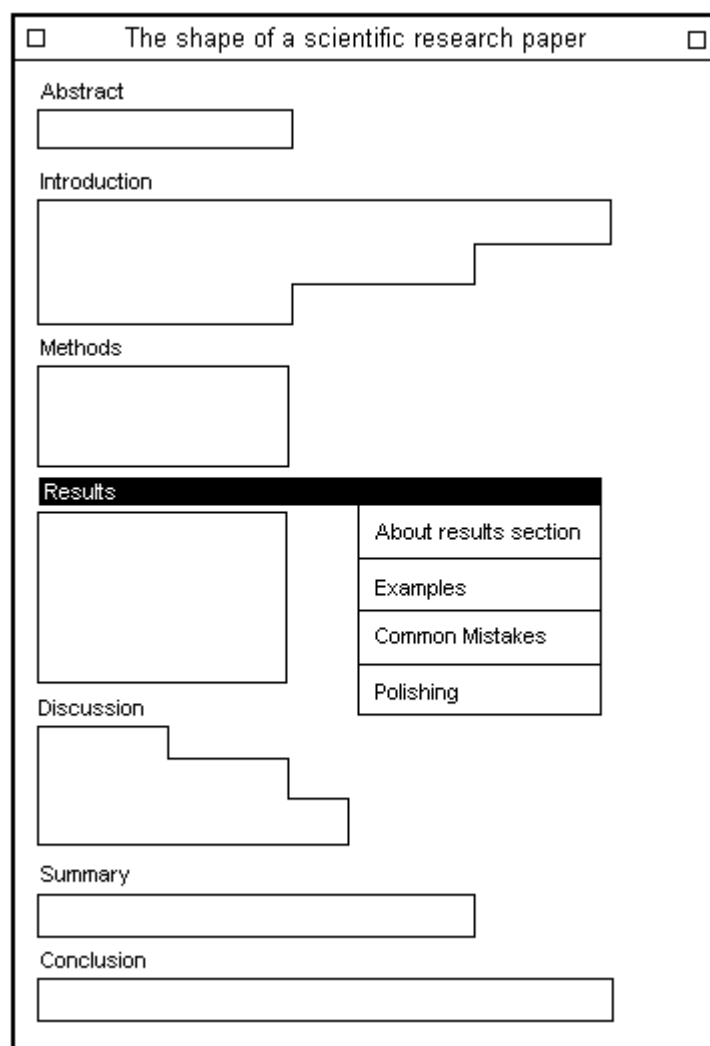 The shape of a scientific research paper
Abstract
Introduction
Methods
Results
About results section
Examples
Common Mistakes
Polishing
Discussion
Summary
Conclusion